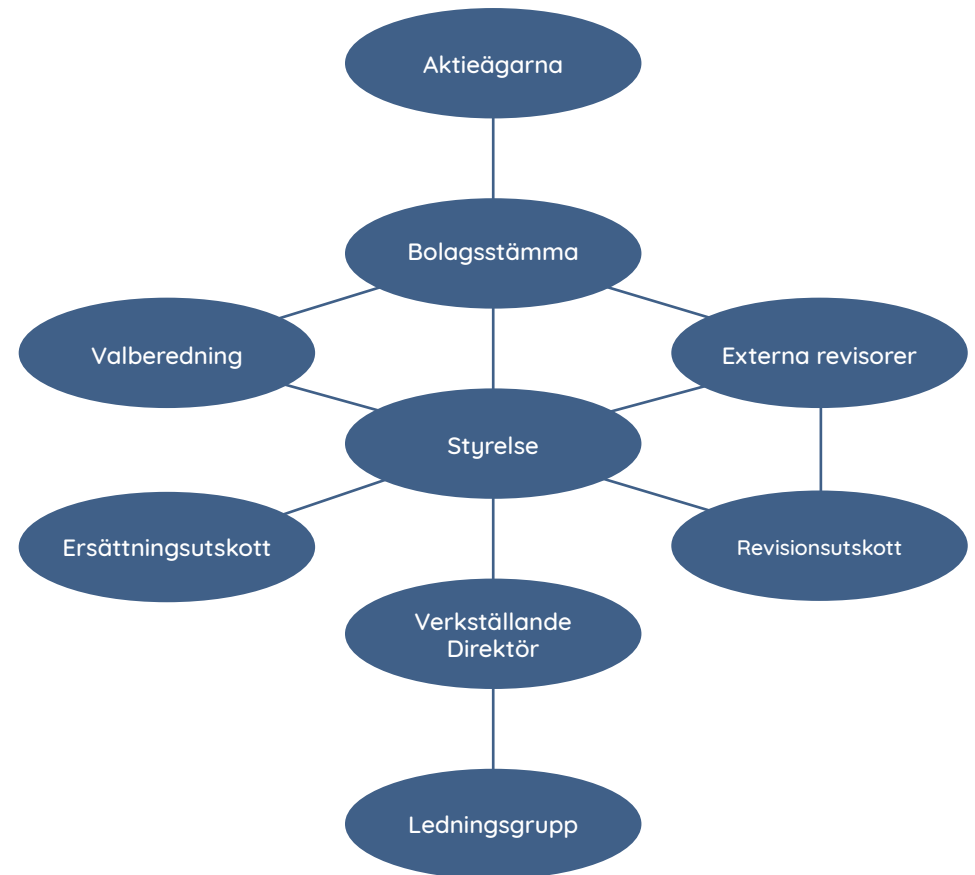 Aktieägarna
Bolagsstämma
Valberedning
Externa revisorer
Styrelse
Ersättningsutskott
Revisionsutskott
Verkställande
Direktör
Ledningsgrupp